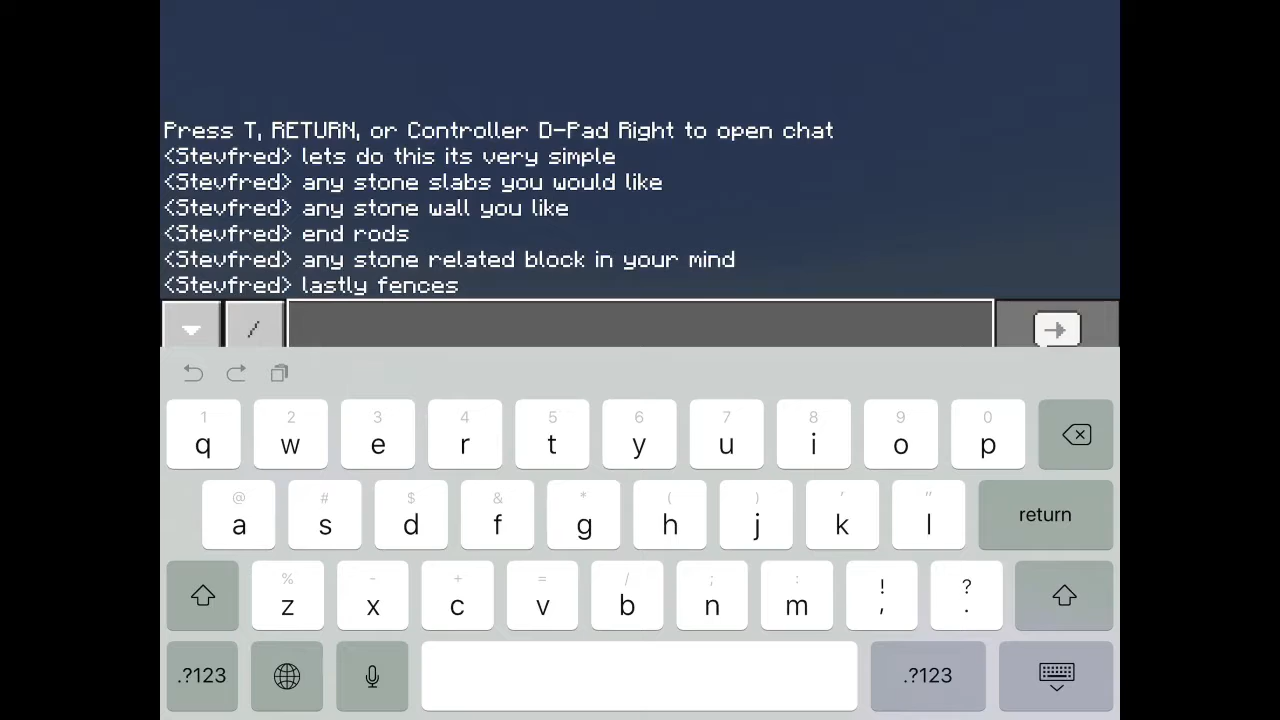 Press T, RETURN, or Controller D-Pad Right to open chat
<Stevfred> lets do this its very simple
<Stevfred> any stone slabs you would like
<Stevfred> any stone wall you like
<Stevfred> end rods
<Stevfred> any stone related block in your mind
<Stevfred> lastly fences
/
1 2 3 4 5 6 7 8 9 0
q w e r t y u i o p
@ # $ & * ( ) ' "
a s d f g h j k l return
% - + = / ; : ! ?
z x c v b n m , .
.?123 .?123